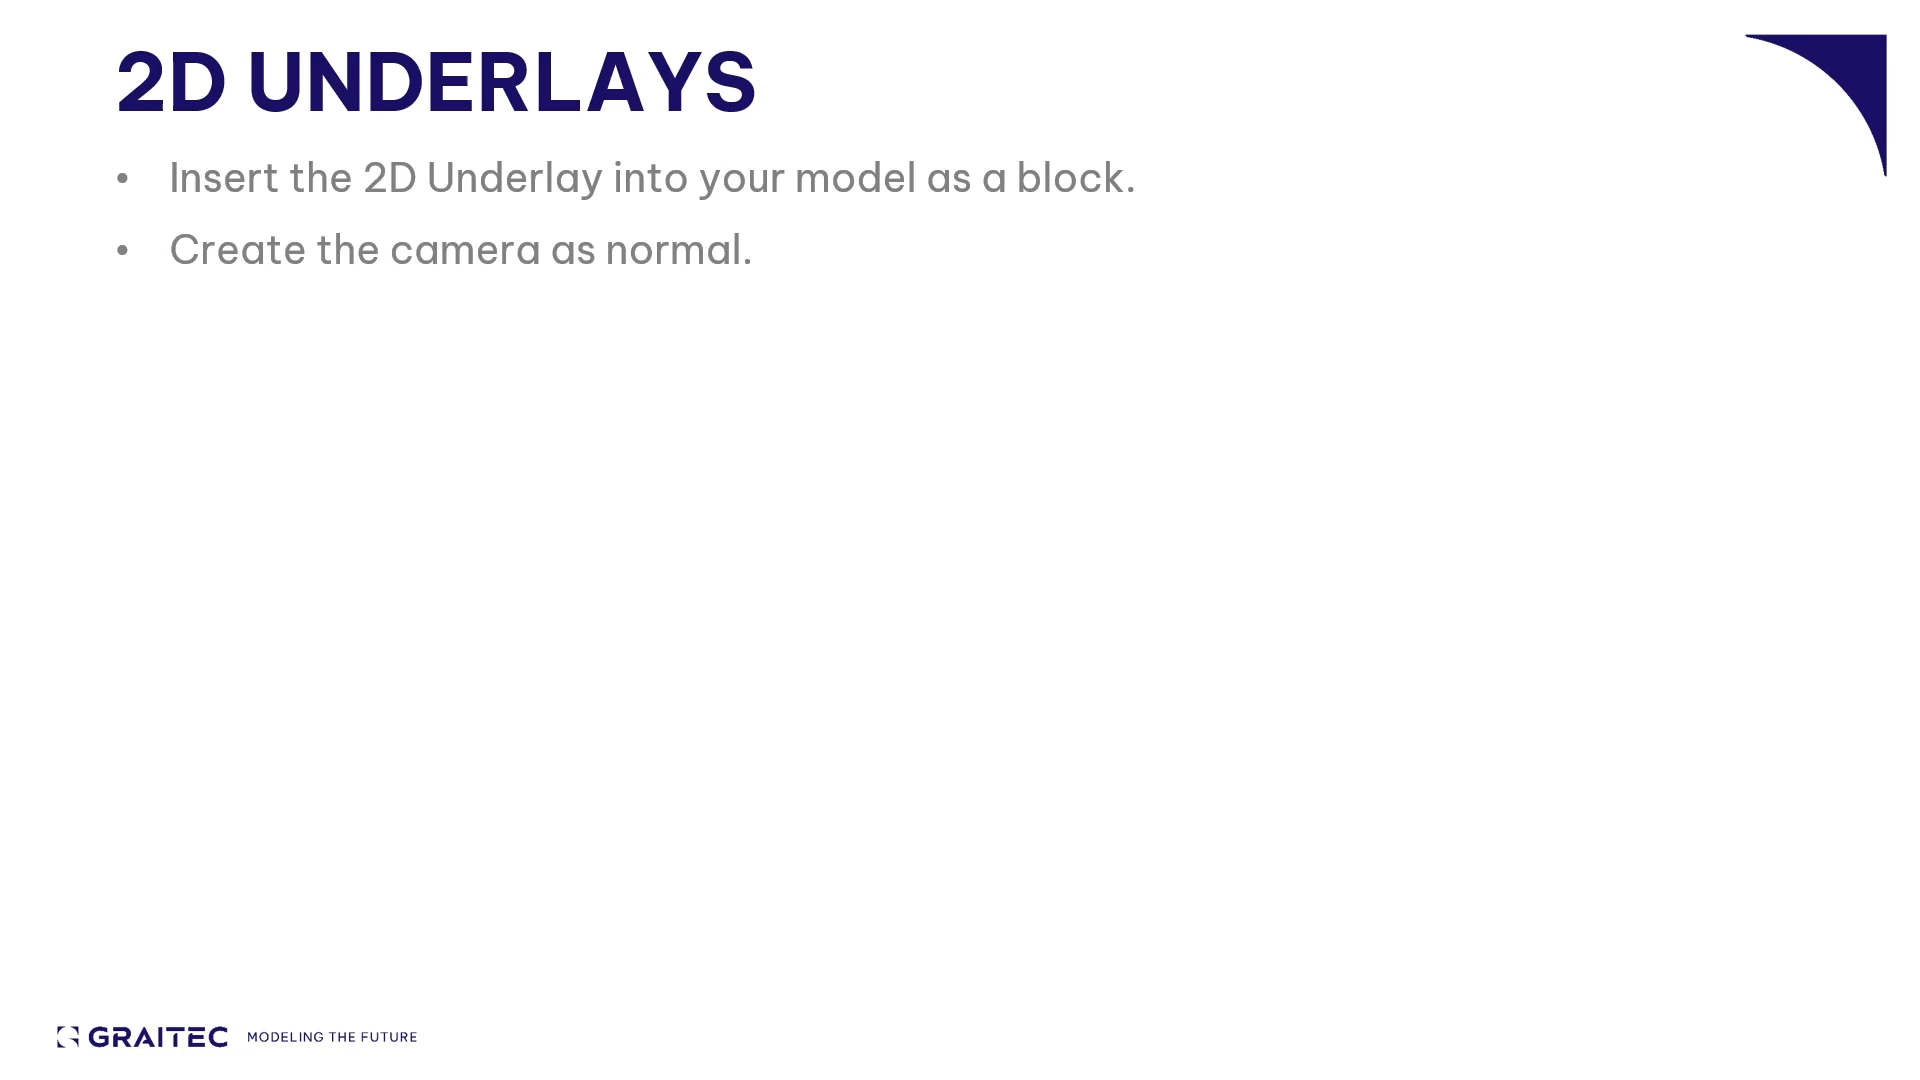 2D UNDERLAYS
• Insert the 2D Underlay into your model as a block.
• Create the camera as normal.
GRAITEC MODELING THE FUTURE